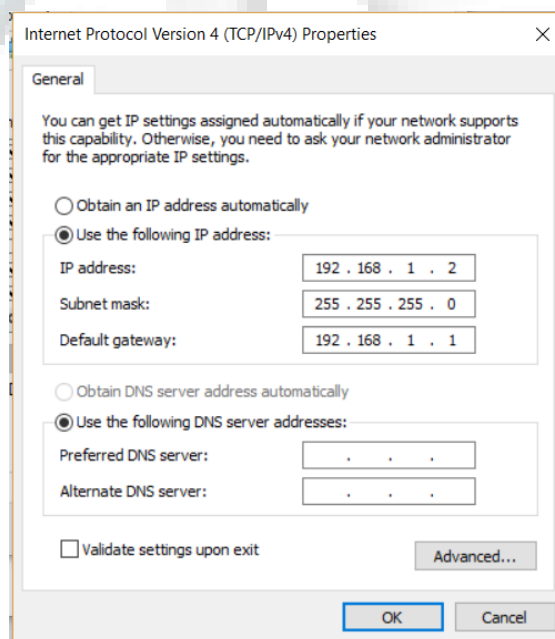 Internet Protocol Version 4 (TCP/IPv4) Properties
General
You can get IP settings assigned automatically if your network supports
this capability. Otherwise, you need to ask your network administrator
for the appropriate IP settings.
Obtain an IP address automatically
Use the following IP address:
IP address: 192 . 168 . 1 . 2
Subnet mask: 255 . 255 . 255 . 0
Default gateway: 192 . 168 . 1 . 1
Obtain DNS server address automatically
Use the following DNS server addresses:
Preferred DNS server: . . .
Alternate DNS server: . . .
Validate settings upon exit
Advanced...
OK Cancel